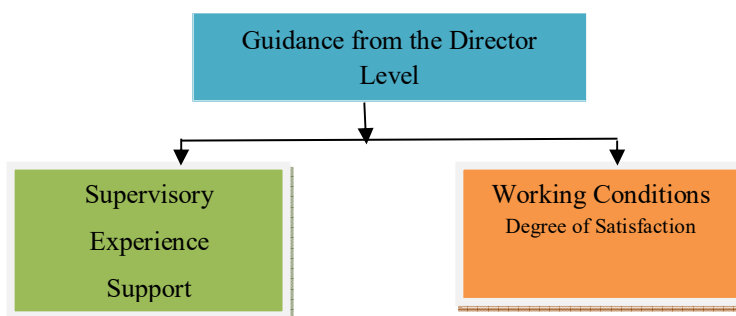 Guidance from the Director
Level
Supervisory
Experience
Support
Working Conditions
Degree of Satisfaction